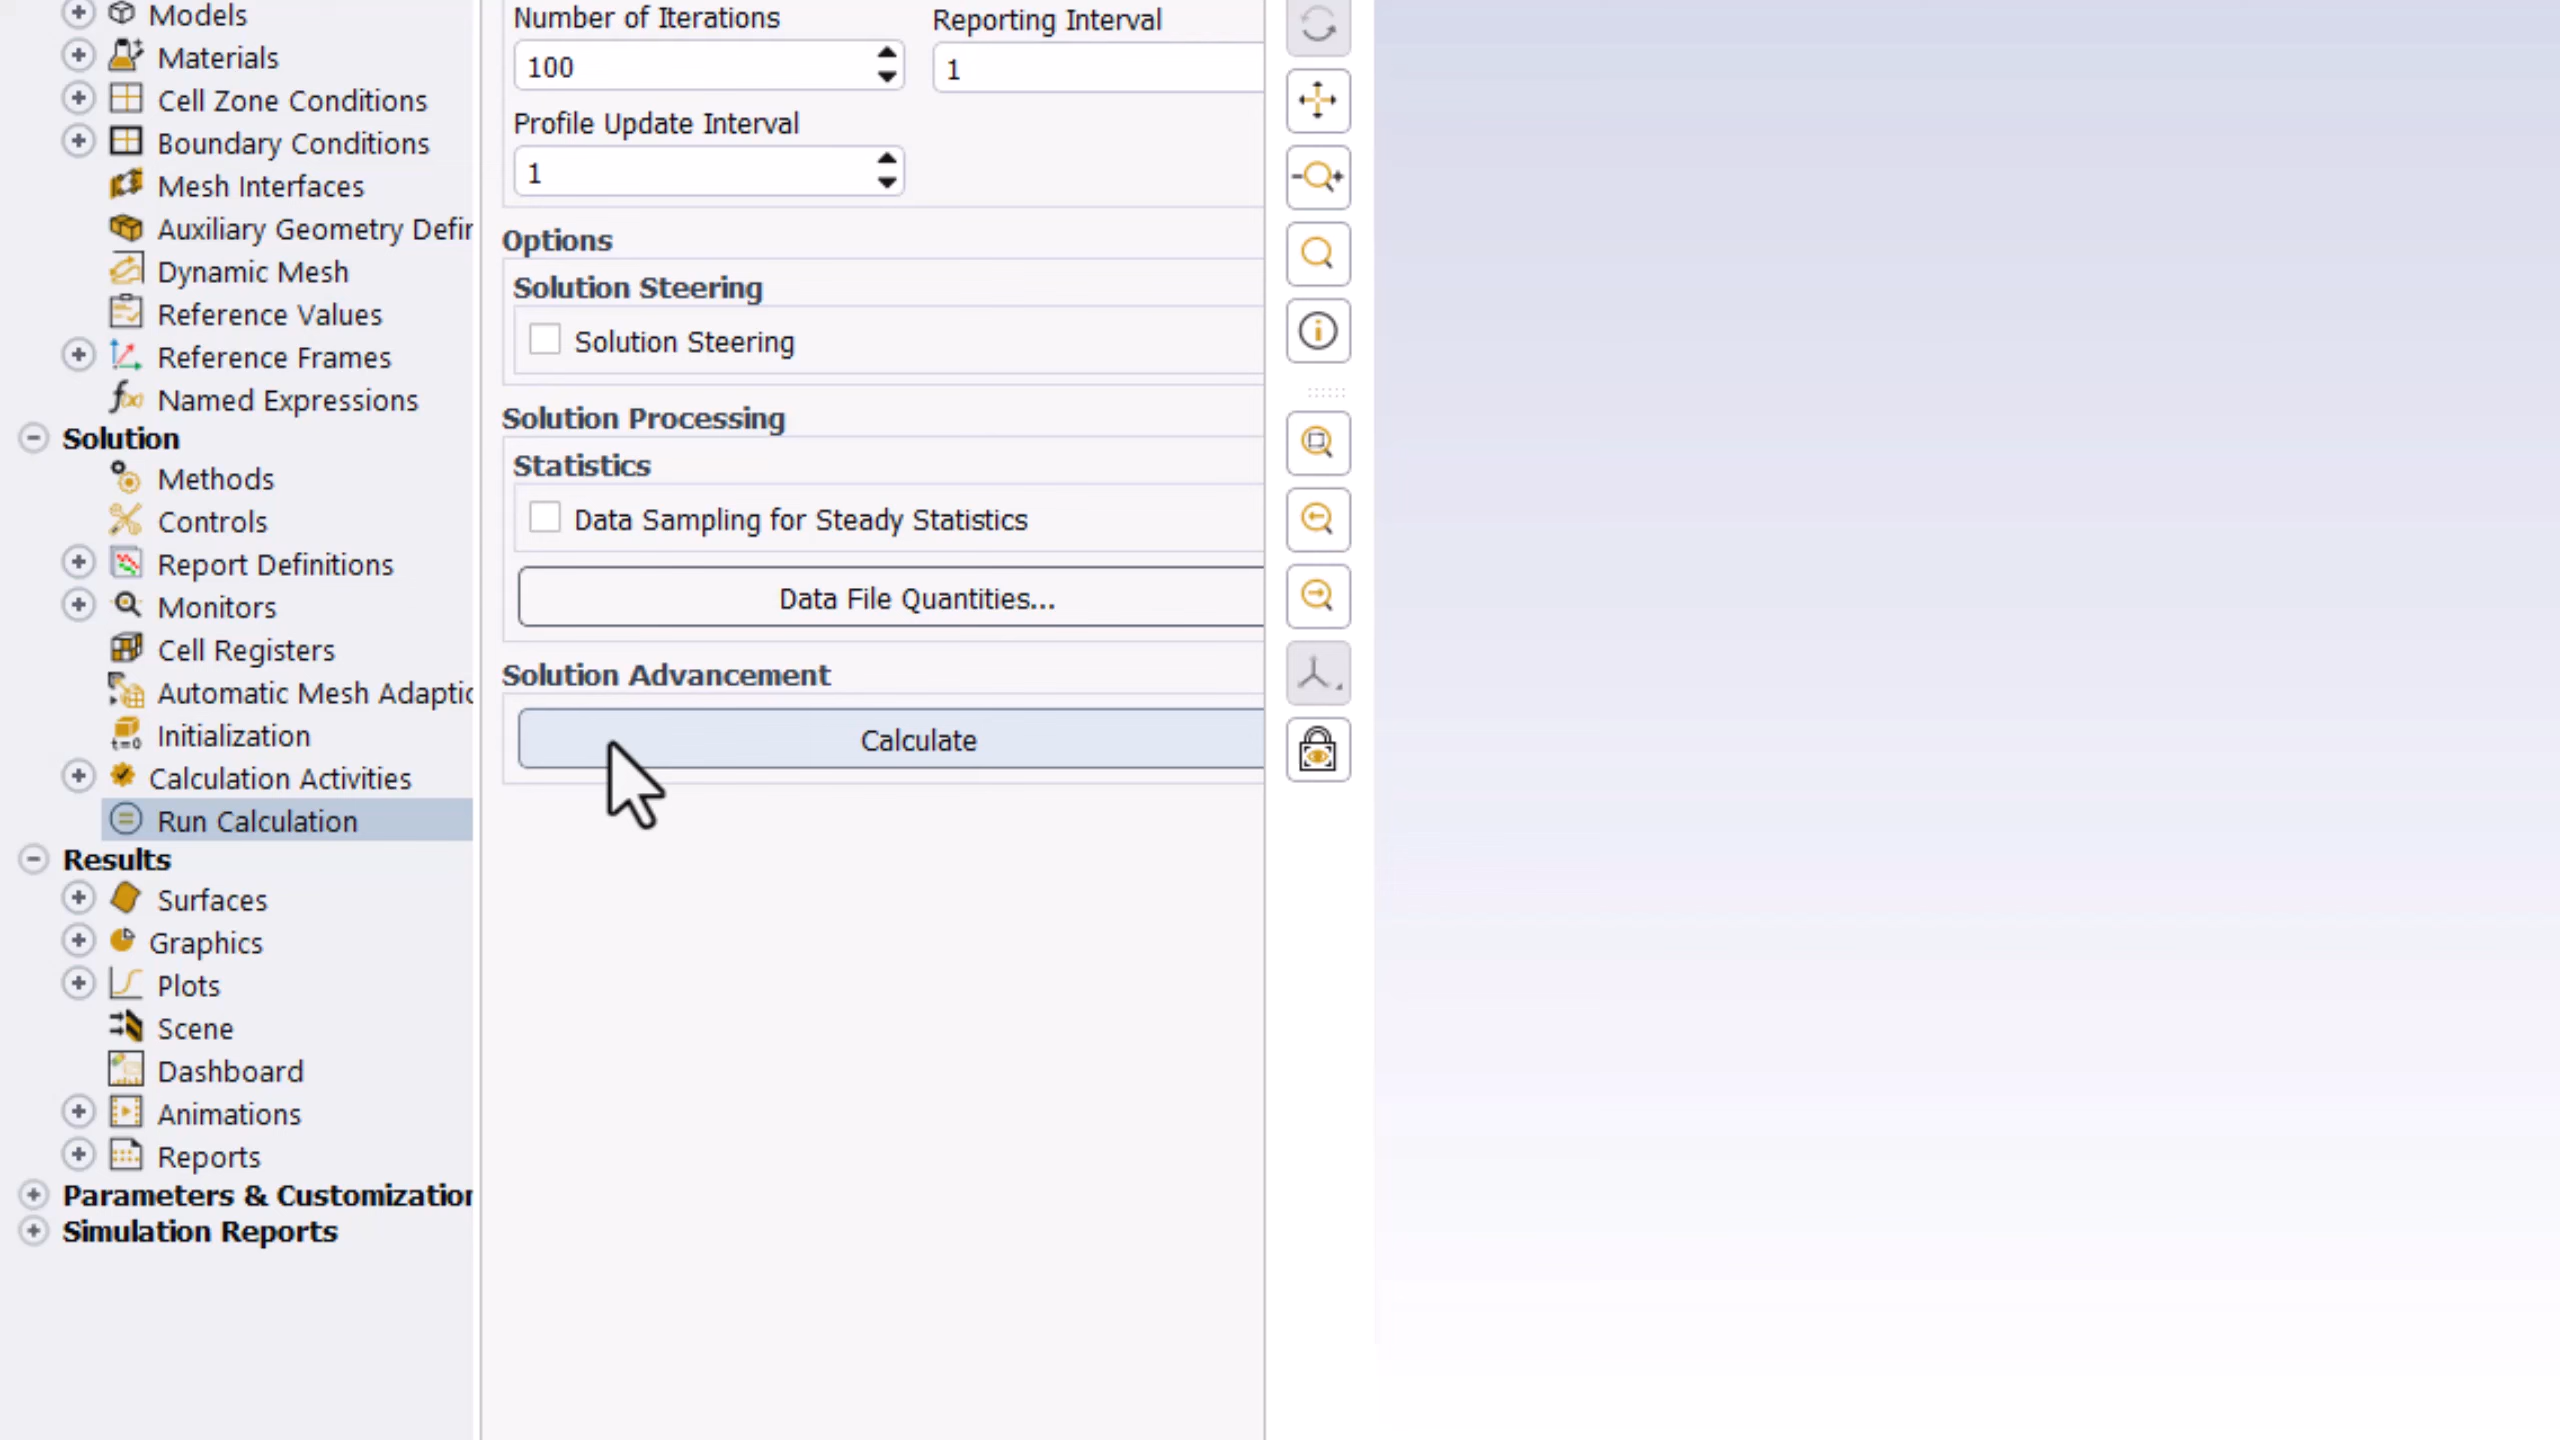 Models
Materials
Cell Zone Conditions
Boundary Conditions
Mesh Interfaces
Auxiliary Geometry Defir
Dynamic Mesh
Reference Values
Reference Frames
Named Expressions
Solution
Methods
Controls
Report Definitions
Monitors
Cell Registers
Automatic Mesh Adaptic
Initialization
Calculation Activities
Run Calculation
Results
Surfaces
Graphics
Plots
Scene
Dashboard
Animations
Reports
Parameters & Customization
Simulation Reports
Number of Iterations
Reporting Interval
100
1
Profile Update Interval
1
Options
Solution Steering
Solution Steering
Solution Processing
Statistics
Data Sampling for Steady Statistics
Data File Quantities...
Solution Advancement
Calculate